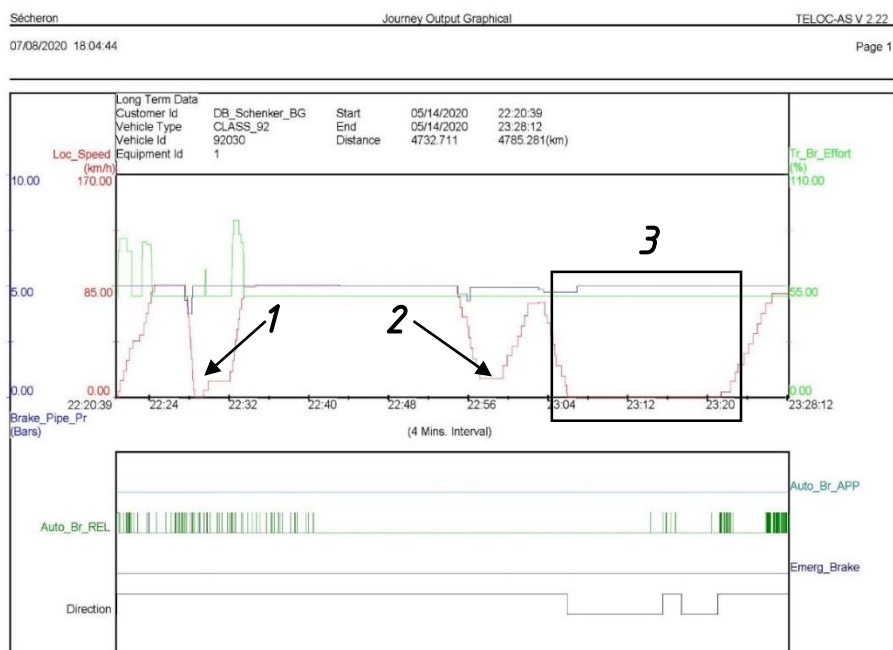 Sécheron Journey Output Graphical TELOC-AS V 2.22
07/08/2020 18:04:44 Page 1
Long Term Data
Customer Id DB_Schenker_BG Start 05/14/2020 22:20:39
Vehicle Type CLASS_92 End 05/14/2020 23:28:12
Vehicle Id 92030 Distance 4732.711 4785.281(km)
Equipment Id 1
Loc_Speed
(km/h)
Tr_Br_Effort
(%)
10.00 170.00 110.00
3
5.00 85.00 55.00
1 2
0.00 0.00 0.00
22:20:39 22:24 22:32 22:40 22:48 22:56 23:04 23:12 23:20 23:28:12
Brake_Pipe_Pr
(Bars)
(4 Mins. Interval)
Auto_Br_APP
Auto_Br_REL
Emerg_Brake
Direction